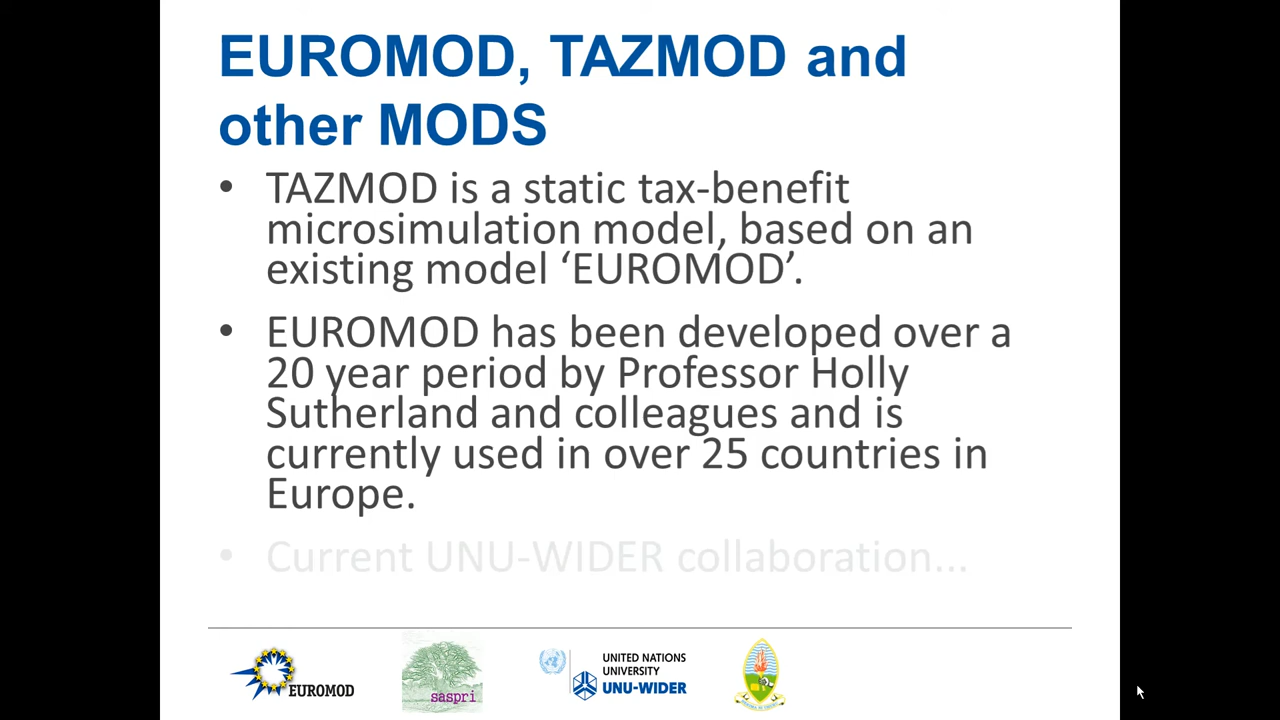 EUROMOD, TAZMOD and
other MODS
• TAZMOD is a static tax-benefit
microsimulation model, based on an
existing model ‘EUROMOD’.
• EUROMOD has been developed over a
20 year period by Professor Holly
Sutherland and colleagues and is
currently used in over 25 countries in
Europe.
• Current UNU-WIDER collaboration...
EUROMOD
saspri
UNITED NATIONS
UNIVERSITY
UNU-WIDER